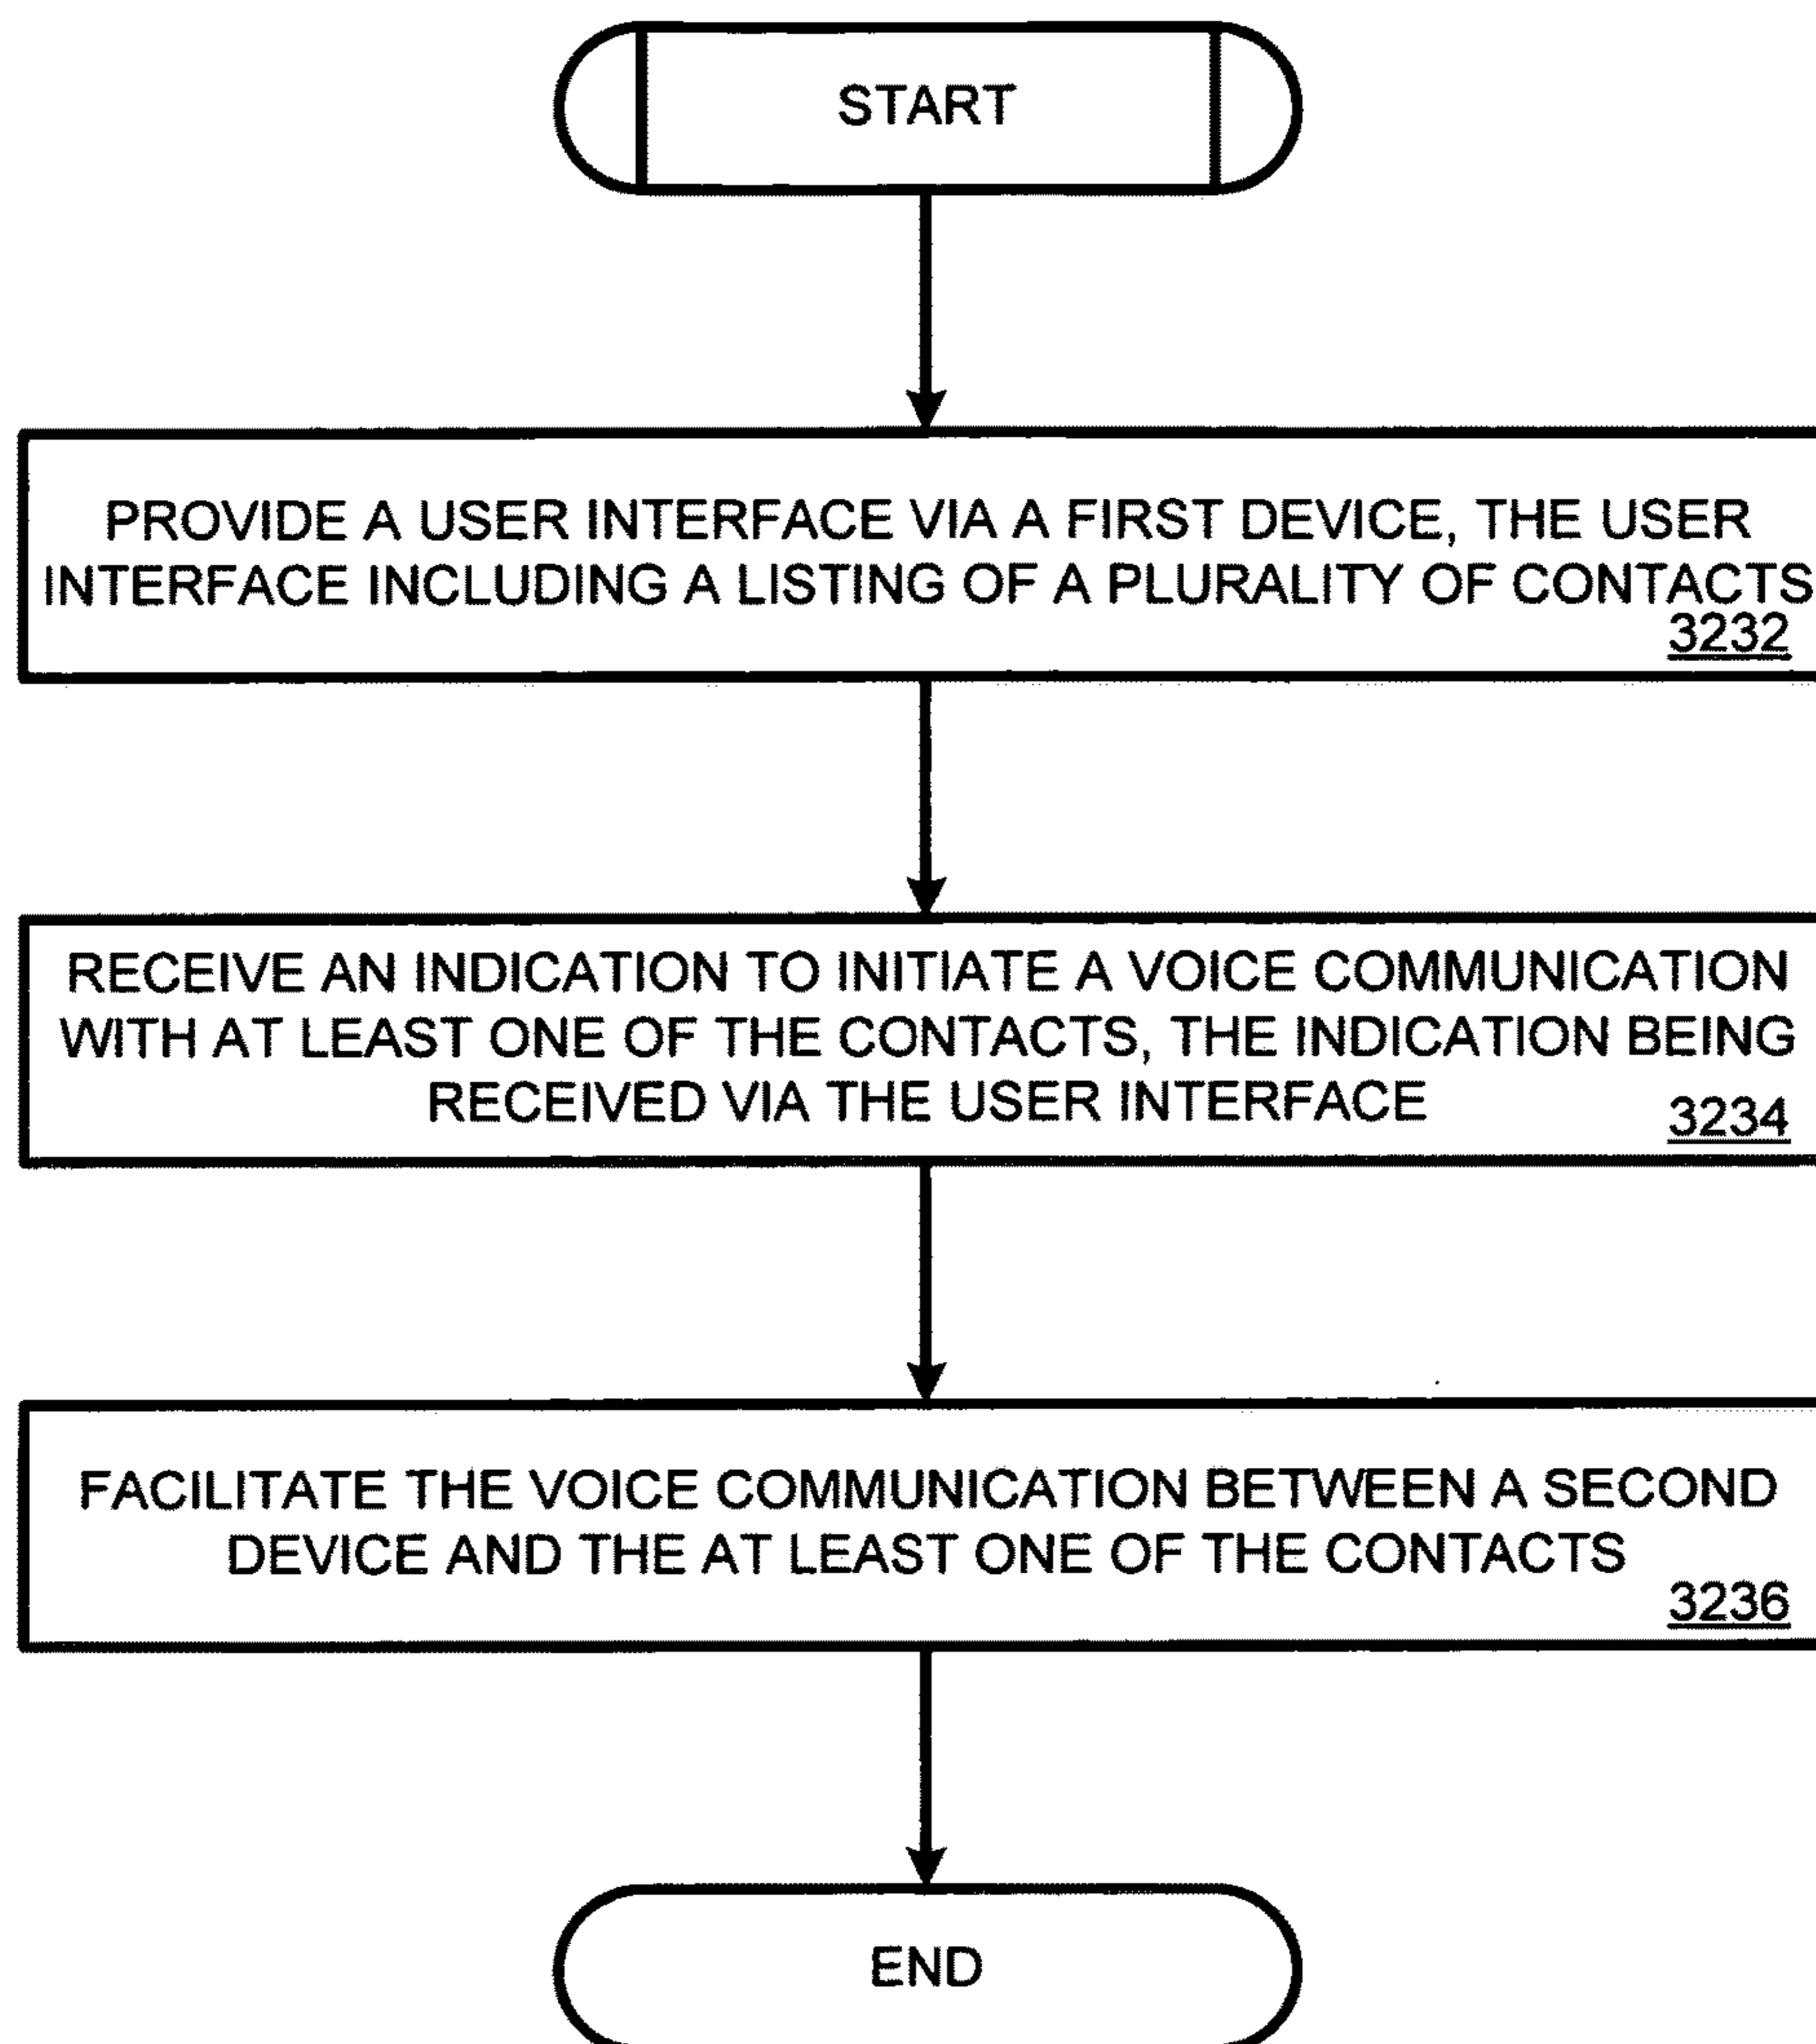 START
PROVIDE A USER INTERFACE VIA A FIRST DEVICE, THE USER
INTERFACE INCLUDING A LISTING OF A PLURALITY OF CONTACTS
3232
RECEIVE AN INDICATION TO INITIATE A VOICE COMMUNICATION
WITH AT LEAST ONE OF THE CONTACTS, THE INDICATION BEING
RECEIVED VIA THE USER INTERFACE
3234
FACILITATE THE VOICE COMMUNICATION BETWEEN A SECOND
DEVICE AND THE AT LEAST ONE OF THE CONTACTS
3236
END